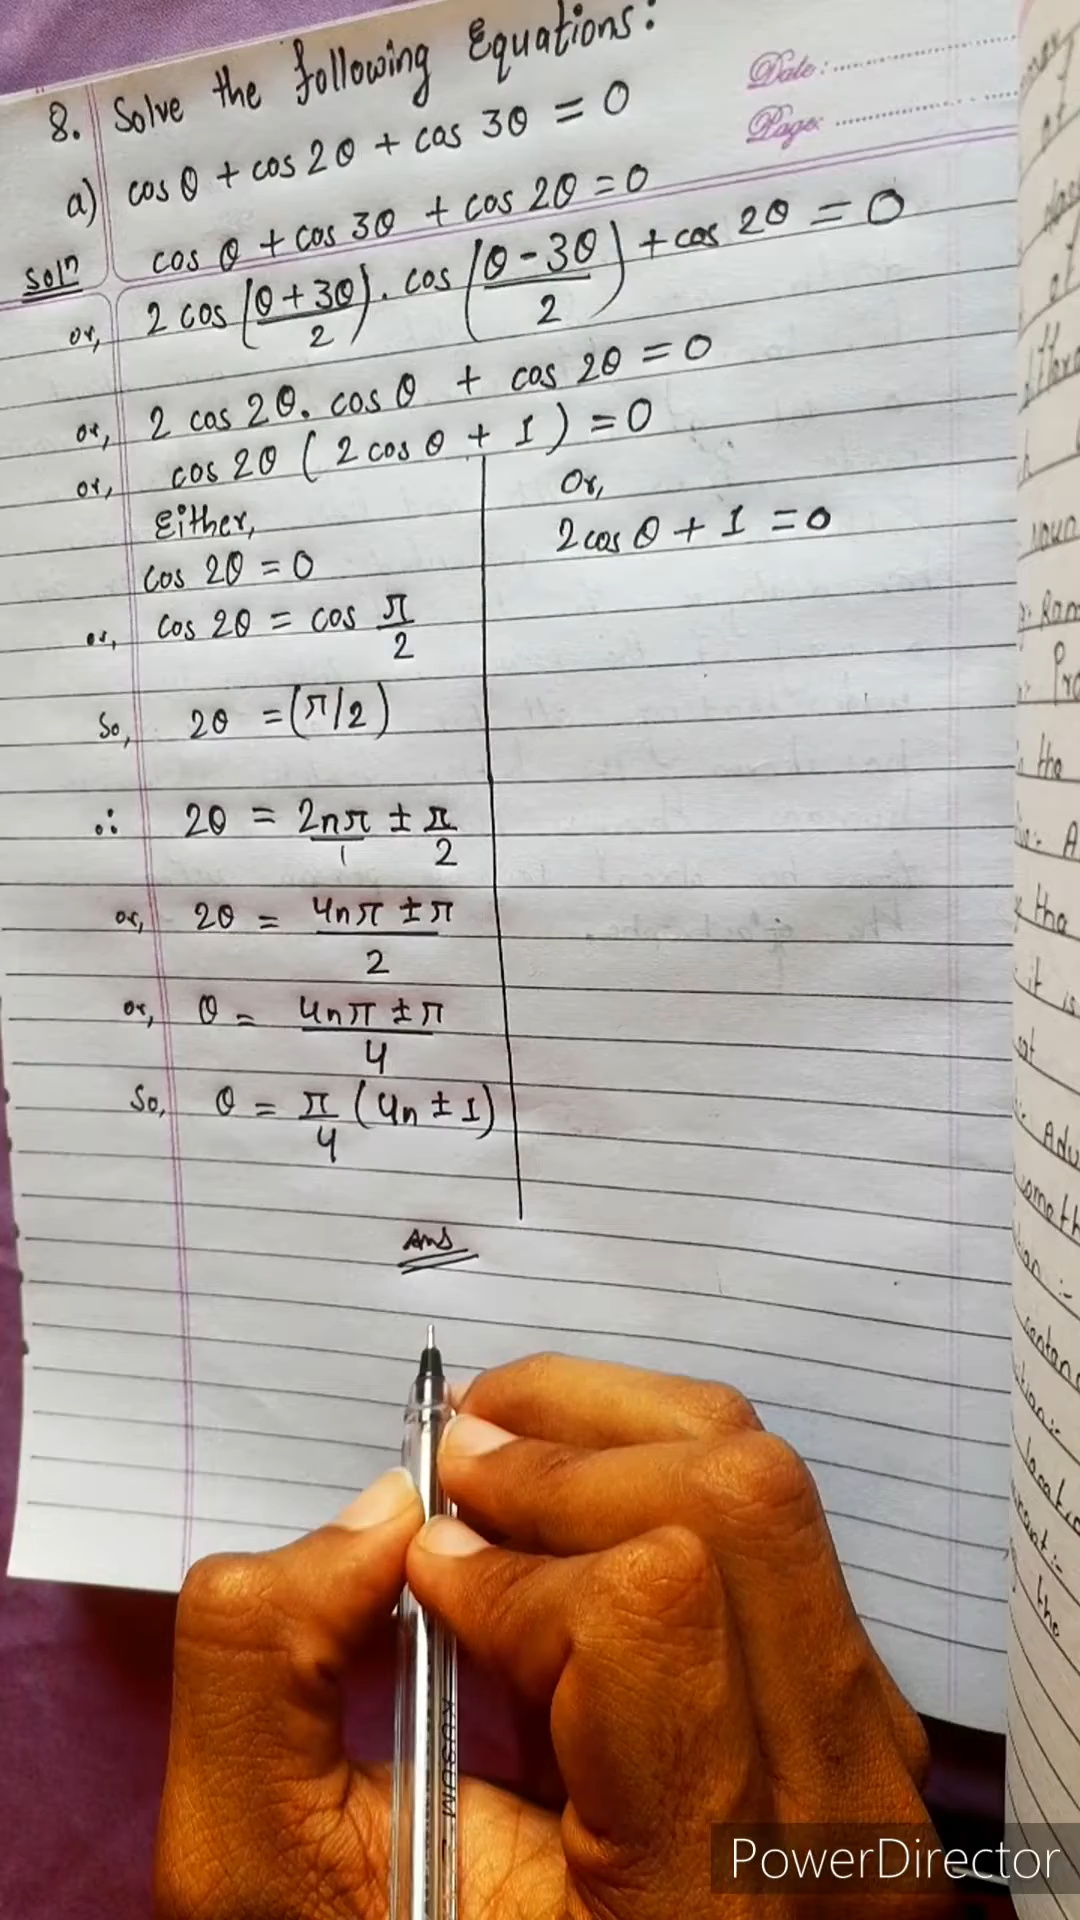 8. Solve the following Equations:
a) cos θ + cos 2θ + cos 3θ = 0
Date:
Page:
Solⁿ cos θ + cos 3θ + cos 2θ = 0
or, 2 cos (θ + 3θ / 2) . cos (θ - 3θ / 2) + cos 2θ = 0
or, 2 cos 2θ . cos θ + cos 2θ = 0
or, cos 2θ ( 2 cos θ + 1 ) = 0
Either,
cos 2θ = 0
or, cos 2θ = cos π/2
So, 2θ = (π/2)
∴ 2θ = 2nπ/1 ± π/2
or, 2θ = 4nπ ± π / 2
or, θ = 4nπ ± π / 4
So, θ = π/4 (4n ± 1)
Or,
2 cos θ + 1 = 0
Ans
KUSUM
PowerDirector